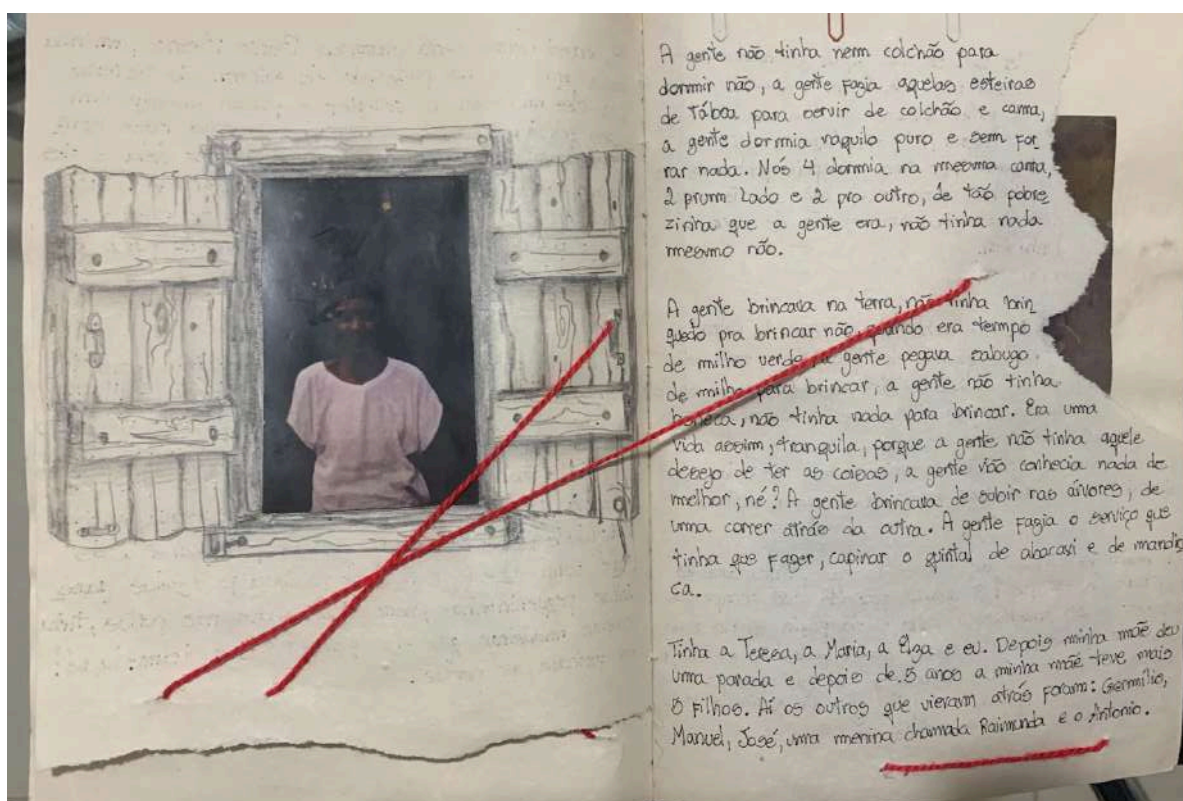 A gente não tinha nem colchão para
dormir não, a gente fazia aquelas esteiras
de táboa para servir de colchão e cama,
a gente dormia naquilo puro e sem for
rar nada. Nós 4 dormia na mesma cama,
2 prum lado e 2 pro outro, de tão pobre
zinha que a gente era, não tinha nada
mesmo não.
A gente brincava na terra, não tinha brin
quedo pra brincar não, quando era tempo
de milho verde, a gente pegava sabugo
de milho para brincar, a gente não tinha
boneca, não tinha nada para brincar. Era uma
vida assim, tranquila, porque a gente não tinha aquele
desejo de ter as coisas, a gente não conhecia nada de
melhor, né? A gente brincava de subir nas árvores, de
uma correr atrás da outra. A gente fazia o serviço que
tinha que fazer, capinar o quintal de abacaxi e de mandio
ca.
Tinha a Teresa, a Maria, a Elza e eu. Depois minha mãe deu
uma parada e depois de 5 anos a minha mãe teve mais
5 filhos. Aí os outros que vieram atrás foram: Germílio,
Manuel, José, uma menina chamada Raimunda e o Antonio.